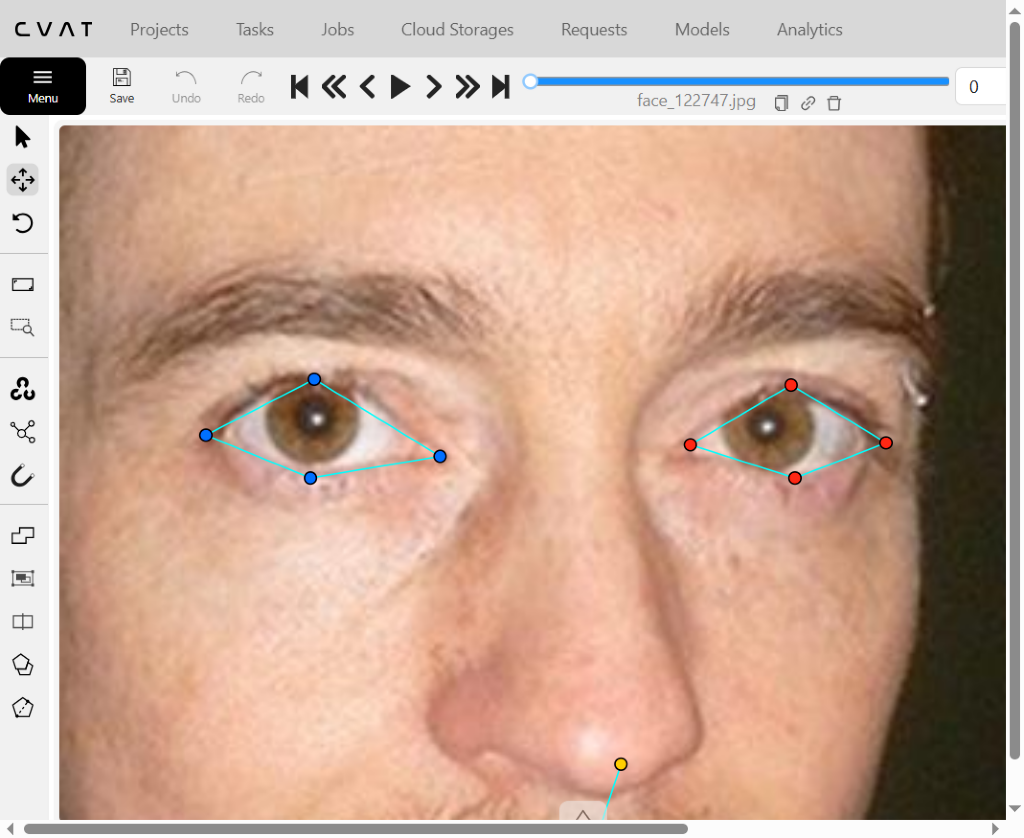 CVAT Projects Tasks Jobs Cloud Storages Requests Models Analytics
Menu Save Undo Redo 0
face_122747.jpg